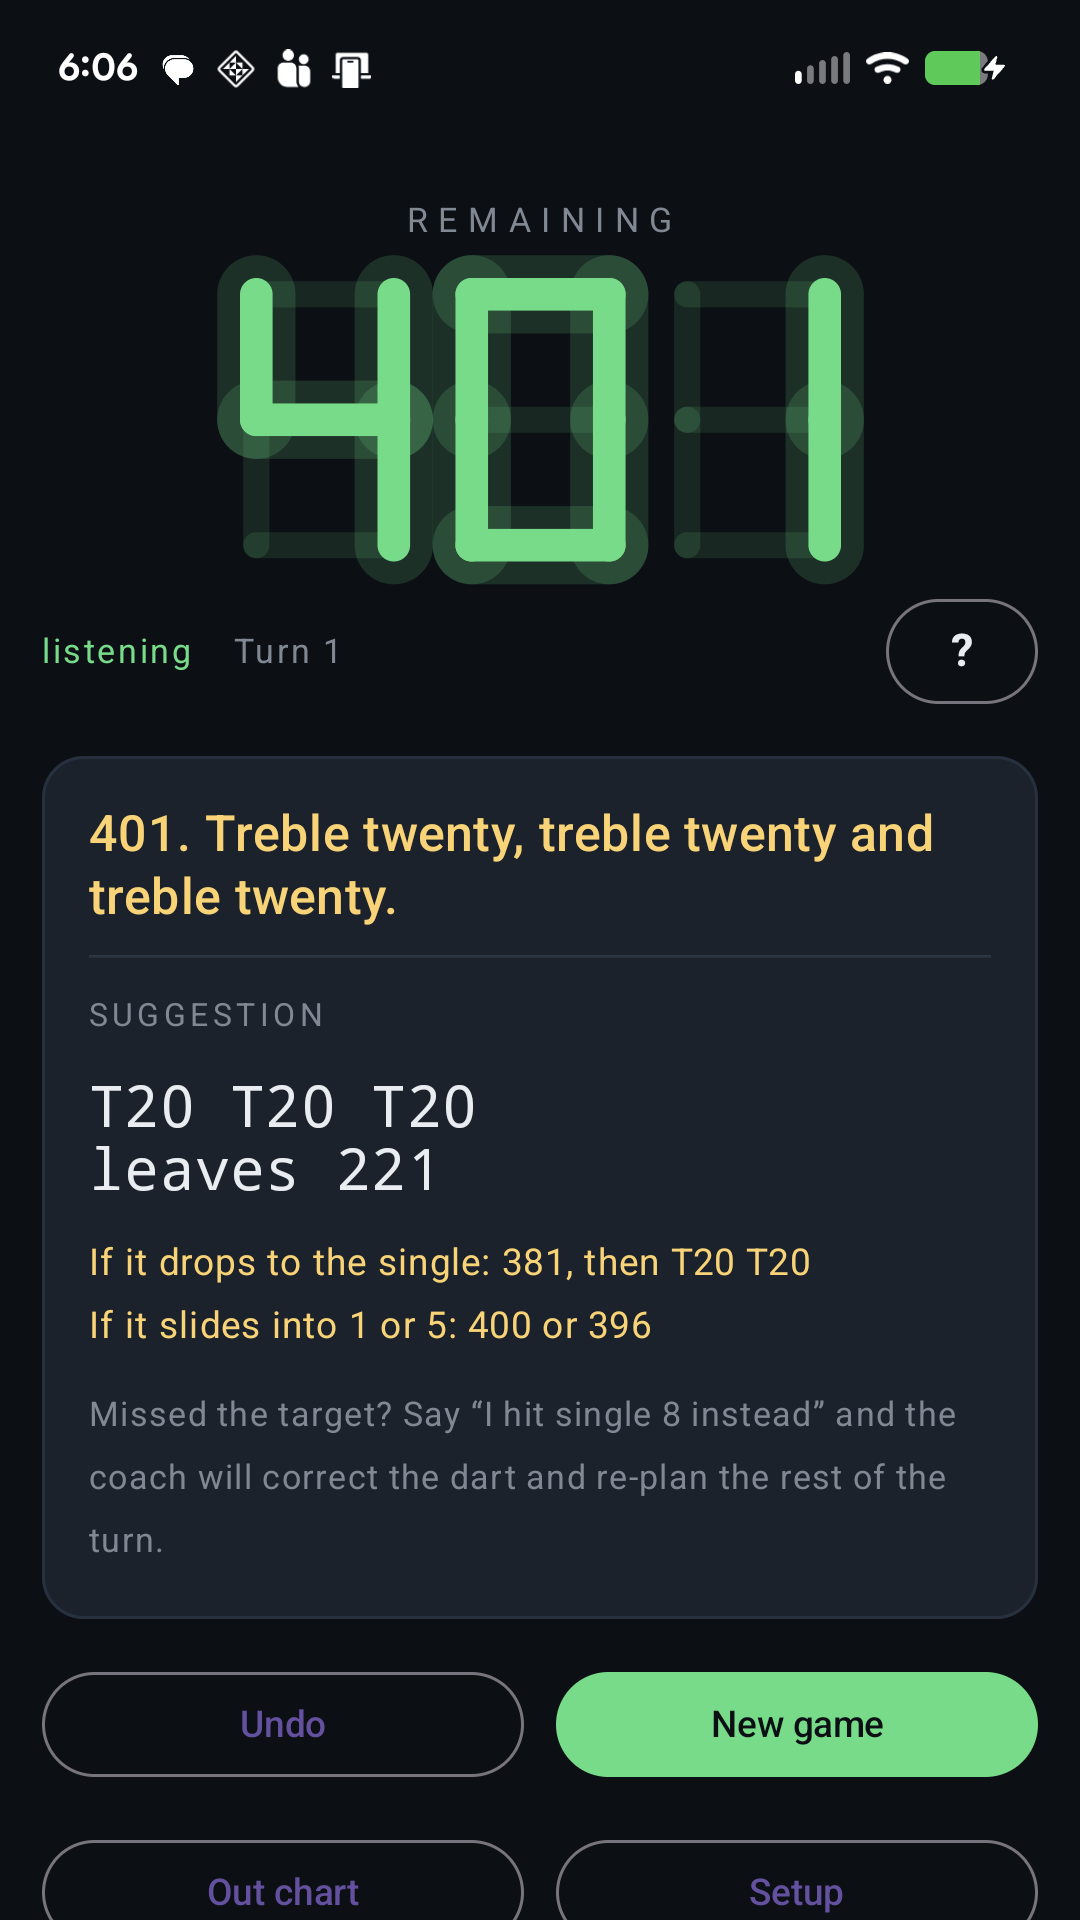 6:06
REMAINING
401
listening
Turn 1
?
401. Treble twenty, treble twenty and
treble twenty.
SUGGESTION
T20 T20 T20
leaves 221
If it drops to the single: 381, then T20 T20
If it slides into 1 or 5: 400 or 396
Missed the target? Say “I hit single 8 instead” and the
coach will correct the dart and re-plan the rest of the
turn.
Undo
New game
Out chart
Setup